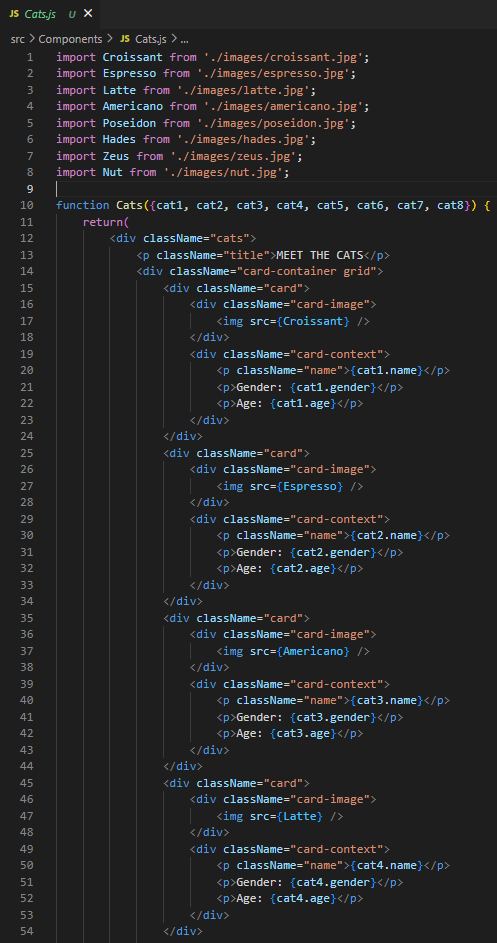 JS Cats.js U ×
src > Components > JS Cats.js > ...
1 import Croissant from './images/croissant.jpg';
2 import Espresso from './images/espresso.jpg';
3 import Latte from './images/latte.jpg';
4 import Americano from './images/americano.jpg';
5 import Poseidon from './images/poseidon.jpg';
6 import Hades from './images/hades.jpg';
7 import Zeus from './images/zeus.jpg';
8 import Nut from './images/nut.jpg';
9
10 function Cats({cat1, cat2, cat3, cat4, cat5, cat6, cat7, cat8}) {
11 return(
12 <div className="cats">
13 <p className="title">MEET THE CATS</p>
14 <div className="card-container grid">
15 <div className="card">
16 <div className="card-image">
17 <img src={Croissant} />
18 </div>
19 <div className="card-context">
20 <p className="name">{cat1.name}</p>
21 <p>Gender: {cat1.gender}</p>
22 <p>Age: {cat1.age}</p>
23 </div>
24 </div>
25 <div className="card">
26 <div className="card-image">
27 <img src={Espresso} />
28 </div>
29 <div className="card-context">
30 <p className="name">{cat2.name}</p>
31 <p>Gender: {cat2.gender}</p>
32 <p>Age: {cat2.age}</p>
33 </div>
34 </div>
35 <div className="card">
36 <div className="card-image">
37 <img src={Americano} />
38 </div>
39 <div className="card-context">
40 <p className="name">{cat3.name}</p>
41 <p>Gender: {cat3.gender}</p>
42 <p>Age: {cat3.age}</p>
43 </div>
44 </div>
45 <div className="card">
46 <div className="card-image">
47 <img src={Latte} />
48 </div>
49 <div className="card-context">
50 <p className="name">{cat4.name}</p>
51 <p>Gender: {cat4.gender}</p>
52 <p>Age: {cat4.age}</p>
53 </div>
54 </div>